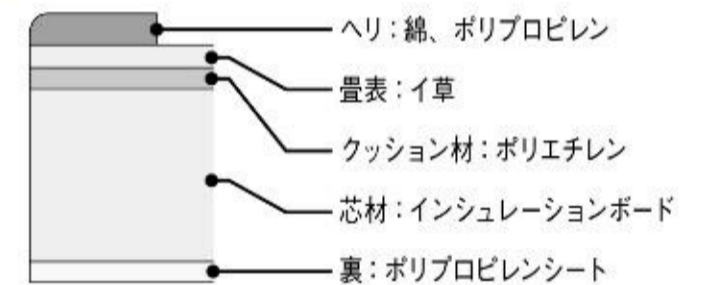 ヘリ：綿、ポリプロピレン
畳表：イ草
クッション材：ポリエチレン
芯材：インシュレーションボード
裏：ポリプロピレンシート